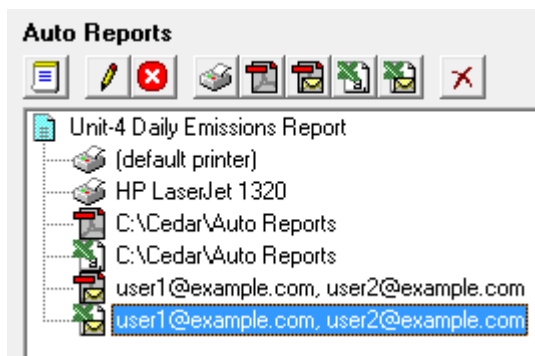 Auto Reports
Unit-4 Daily Emissions Report
(default printer)
HP LaserJet 1320
C:\Cedar\Auto Reports
C:\Cedar\Auto Reports
user1@example.com, user2@example.com
user1@example.com, user2@example.com